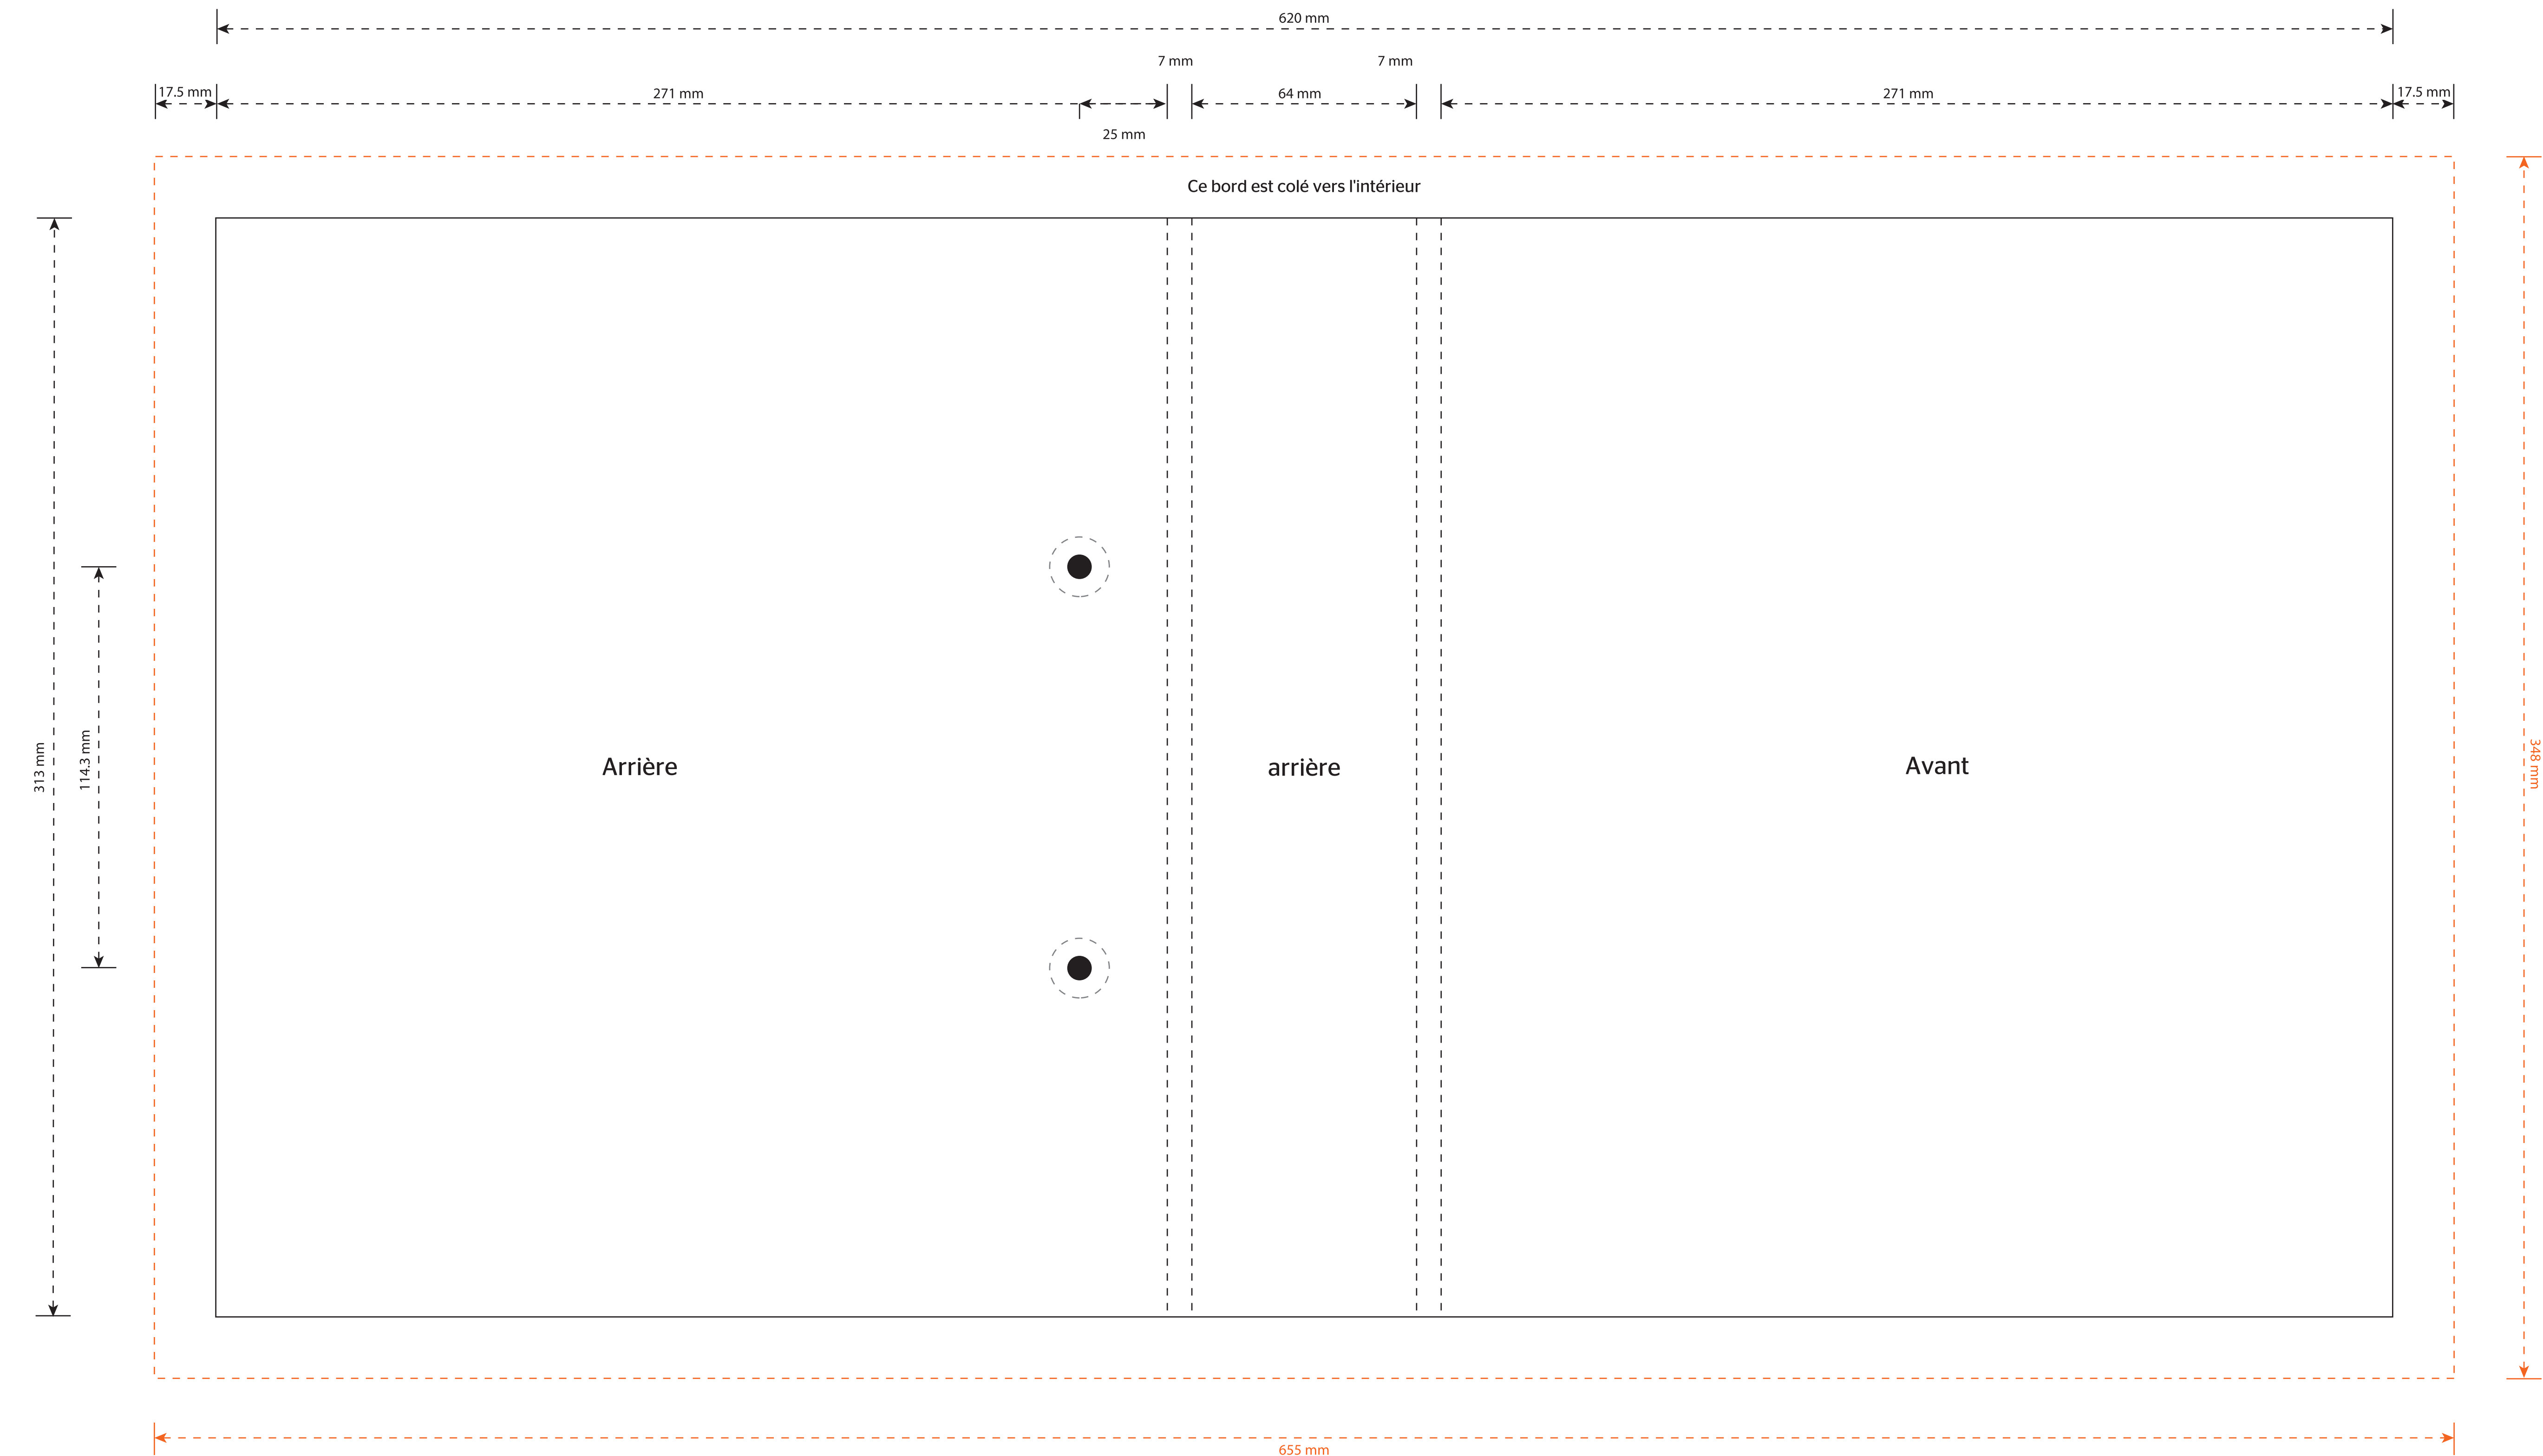 620 mm
7 mm
7 mm
17.5 mm
271 mm
64 mm
271 mm
17.5 mm
25 mm
Ce bord est colé vers l'intérieur
313 mm
114.3 mm
Arrière
arrière
Avant
348 mm
655 mm